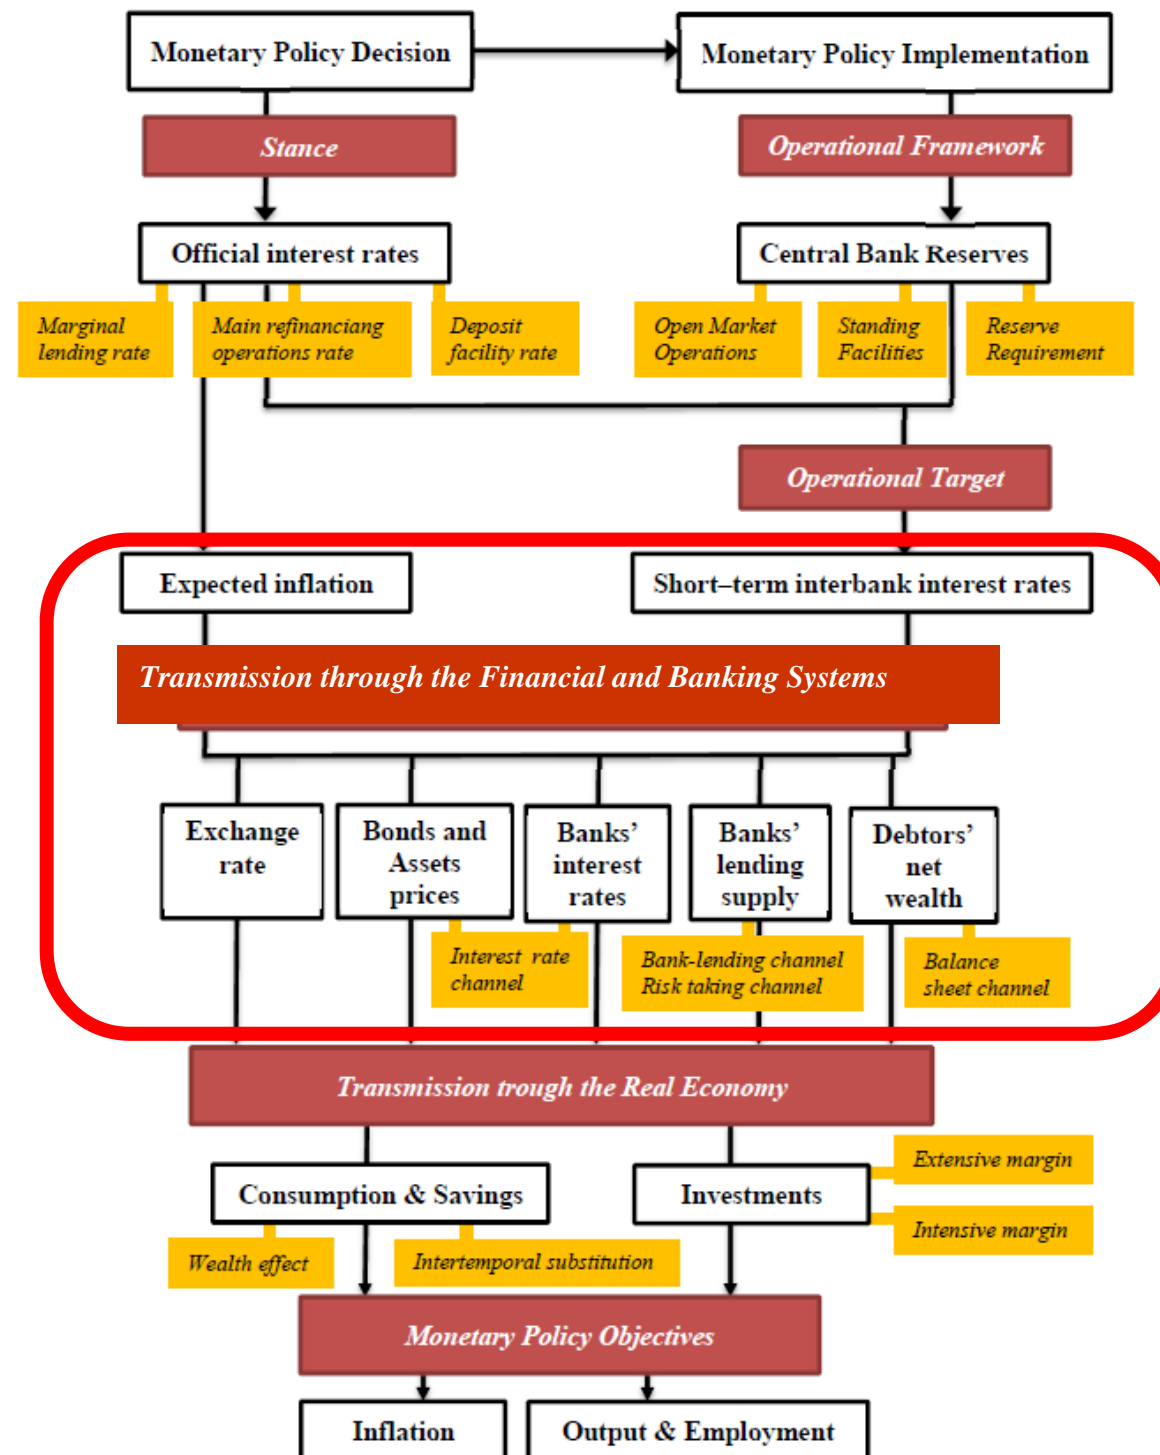 Monetary Policy Decision
Monetary Policy Implementation
Stance
Operational Framework
Official interest rates
Central Bank Reserves
Marginal
lending rate
Main refinanciang
operations rate
Deposit
facility rate
Open Market
Operations
Standing
Facilities
Reserve
Requirement
Operational Target
Expected inflation
Short–term interbank interest rates
Transmission through the Financial and Banking Systems
Exchange
rate
Bonds and
Assets
prices
Banks’
interest
rates
Banks’
lending
supply
Debtors’
net
wealth
Interest rate
channel
Bank-lending channel
Risk taking channel
Balance
sheet channel
Transmission trough the Real Economy
Consumption & Savings
Investments
Extensive margin
Intensive margin
Wealth effect
Intertemporal substitution
Monetary Policy Objectives
Inflation
Output & Employment